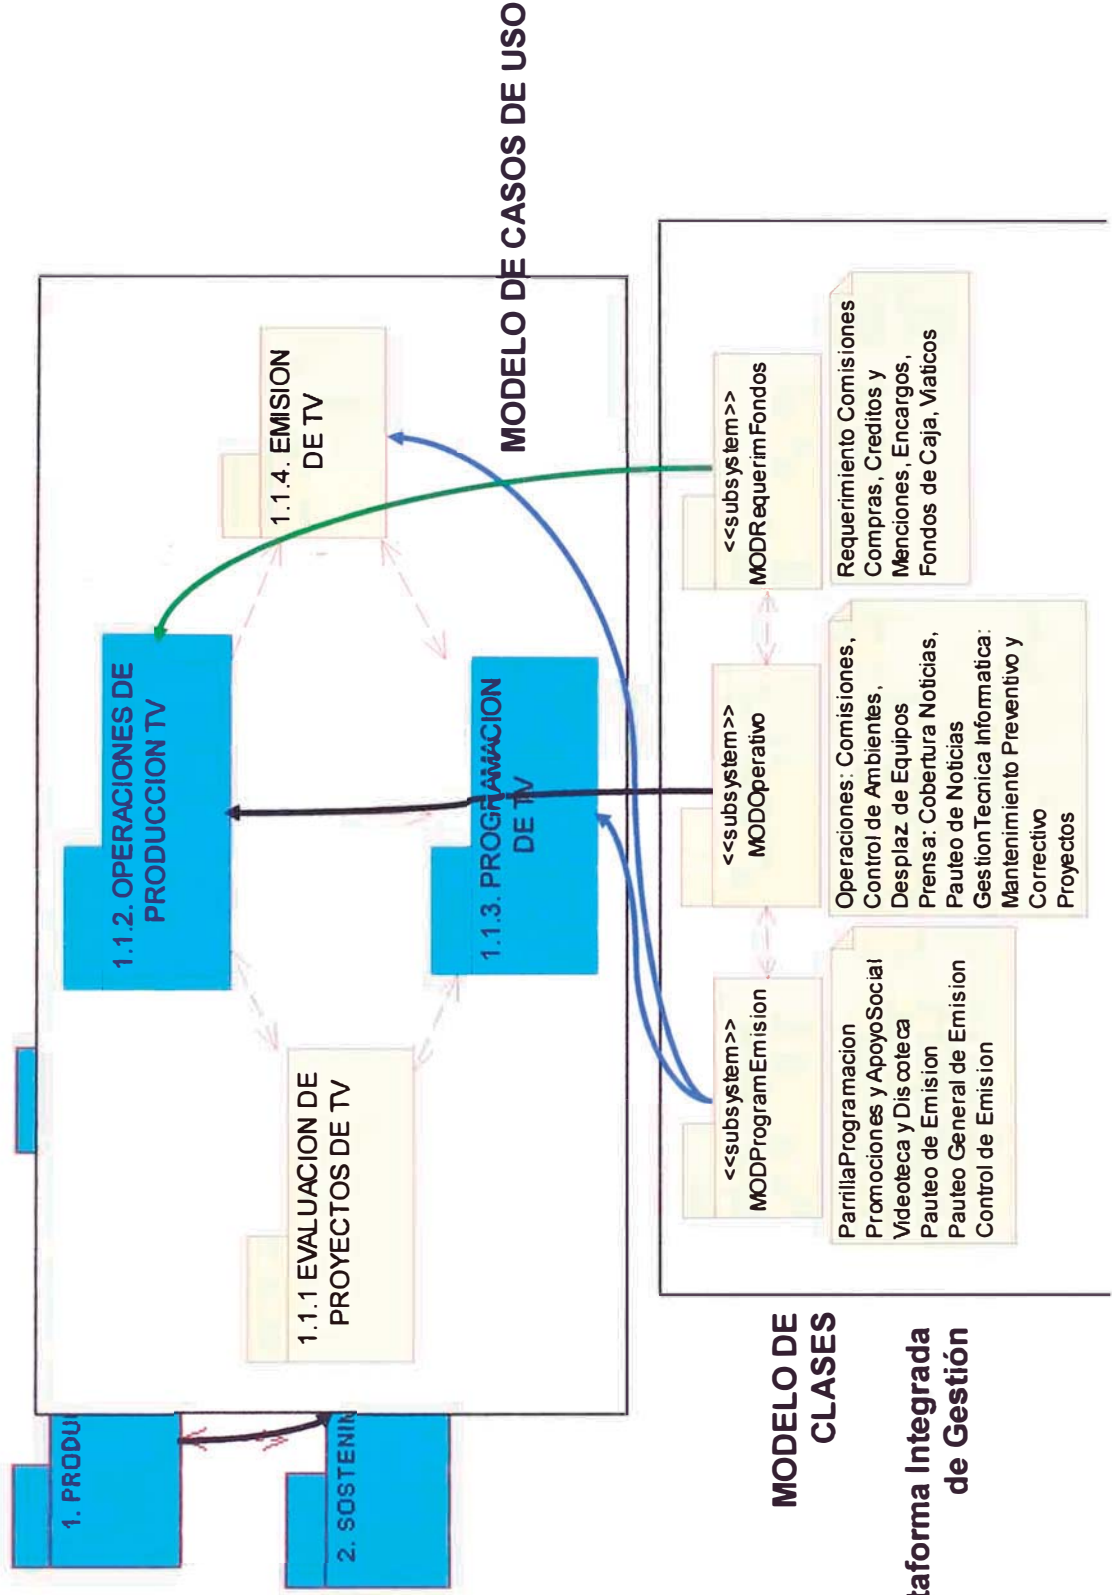 1. PRODU
2. SOSTENIN
1.1.2. OPERACIONES DE
PRODUCCION TV
1.1.4. EMISION
DE TV
1.1.1 EVALUACION DE
PROYECTOS DE TV
1.1.3. PROGRAMACION
DE TV
MODELO DE CASOS DE USO
MODELO DE
CLASES
taforma Integrada
de Gestión
<<subsystem>>
MODProgramEmision
ParrillaProgramacion
Promociones y ApoyoSocial
Videoteca y Discoteca
Pauteo de Emision
Pauteo General de Emision
Control de Emision
<<subsystem>>
MODOperativo
Operaciones: Comisiones,
Control de Ambientes,
Desplaz de Equipos
Prensa: Cobertura Noticias,
Pauteo de Noticias
GestionTecnica Informatica:
Mantenimiento Preventivo y
Correctivo
Proyectos
<<subsystem>>
MODRequerimFondos
Requerimiento Comisiones
Compras, Creditos y
Menciones, Encargos,
Fondos de Caja, Viaticos